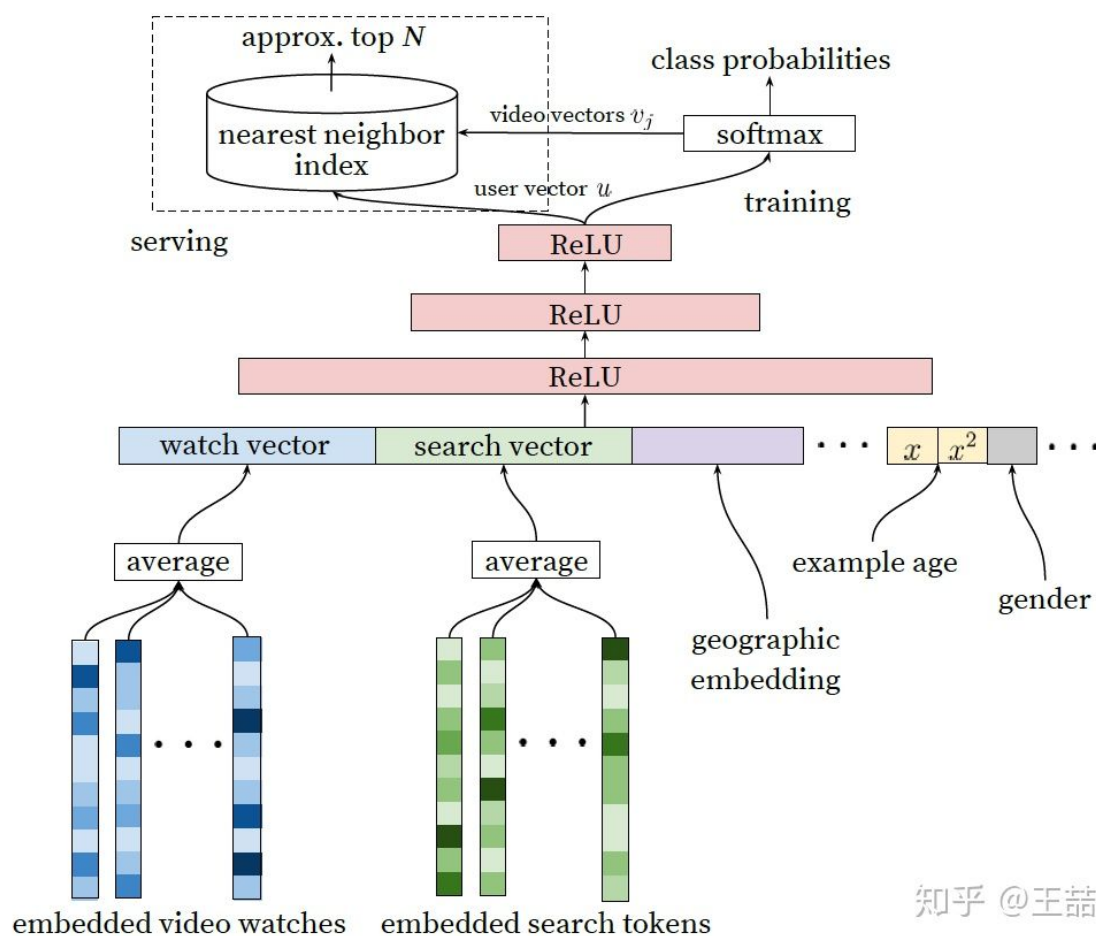 approx. top N
class probabilities
nearest neighbor
index
video vectors v_j
softmax
user vector u
training
serving
ReLU
ReLU
ReLU
watch vector
search vector
...
x
x²
...
average
average
example age
gender
geographic
embedding
...
...
embedded video watches
embedded search tokens
知乎 @王喆